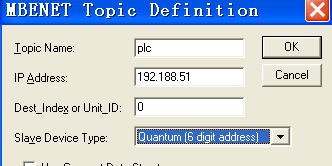 MBENET Topic Definition
Topic Name: plc
OK
IP Address: 192.188.51
Cancel
Dest_Index or Unit_ID: 0
Slave Device Type: Quantum (6 digit address)